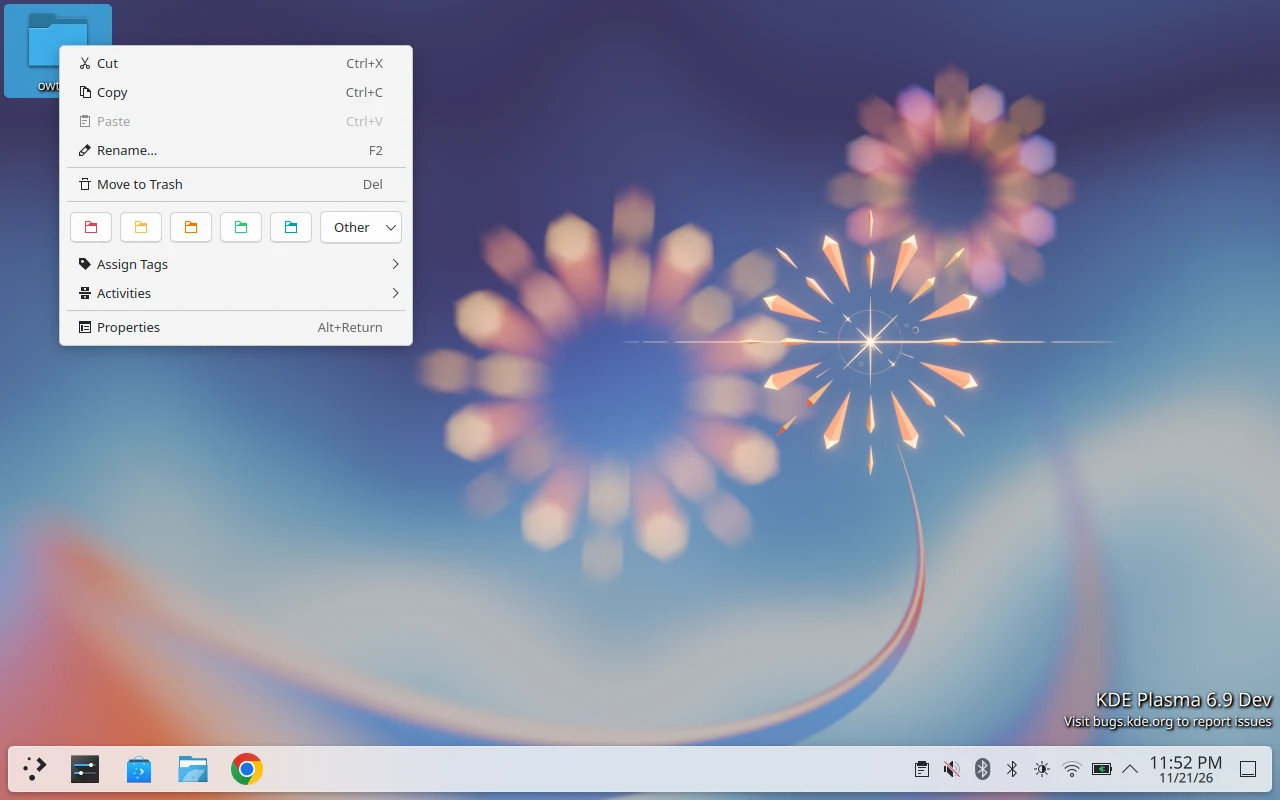 Cut Ctrl+X
Copy Ctrl+C
Paste Ctrl+V
Rename... F2
Move to Trash Del
Other
Assign Tags
Activities
Properties Alt+Return
KDE Plasma 6.9 Dev
Visit bugs.kde.org to report issues
11:52 PM
11/21/26